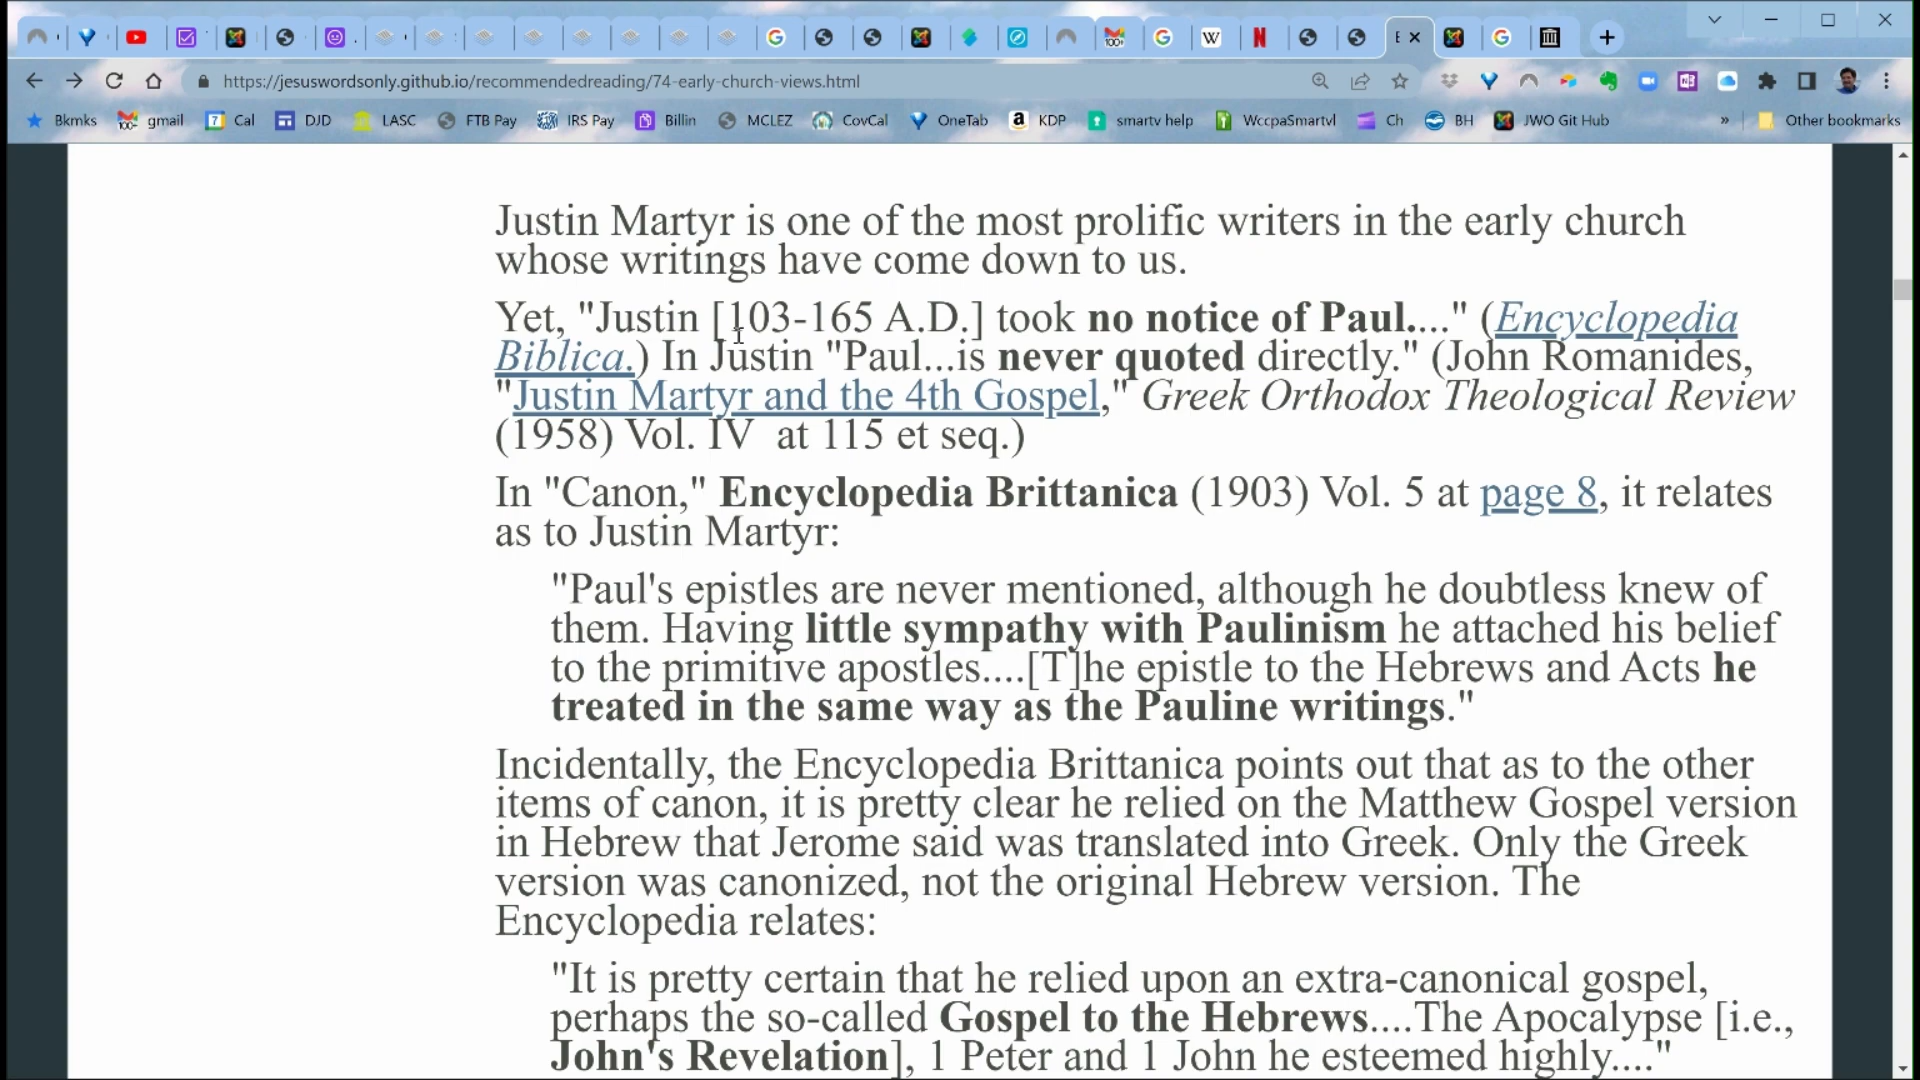 https://jesuswordsonly.github.io/recommendedreading/74-early-church-views.html
Bkmks gmail Cal DJD LASC FTB Pay IRS Pay Billin MCLEZ CovCal OneTab KDP smartv help WccpaSmartvl Ch BH JWO Git Hub » Other bookmarks
Justin Martyr is one of the most prolific writers in the early church
whose writings have come down to us.
Yet, "Justin [103-165 A.D.] took no notice of Paul...." (Encyclopedia
Biblica.) In Justin "Paul...is never quoted directly." (John Romanides,
"Justin Martyr and the 4th Gospel," Greek Orthodox Theological Review
(1958) Vol. IV at 115 et seq.)
In "Canon," Encyclopedia Brittanica (1903) Vol. 5 at page 8, it relates
as to Justin Martyr:
"Paul's epistles are never mentioned, although he doubtless knew of
them. Having little sympathy with Paulinism he attached his belief
to the primitive apostles....[T]he epistle to the Hebrews and Acts he
treated in the same way as the Pauline writings."
Incidentally, the Encyclopedia Brittanica points out that as to the other
items of canon, it is pretty clear he relied on the Matthew Gospel version
in Hebrew that Jerome said was translated into Greek. Only the Greek
version was canonized, not the original Hebrew version. The
Encyclopedia relates:
"It is pretty certain that he relied upon an extra-canonical gospel,
perhaps the so-called Gospel to the Hebrews....The Apocalypse [i.e.,
John's Revelation], 1 Peter and 1 John he esteemed highly...."